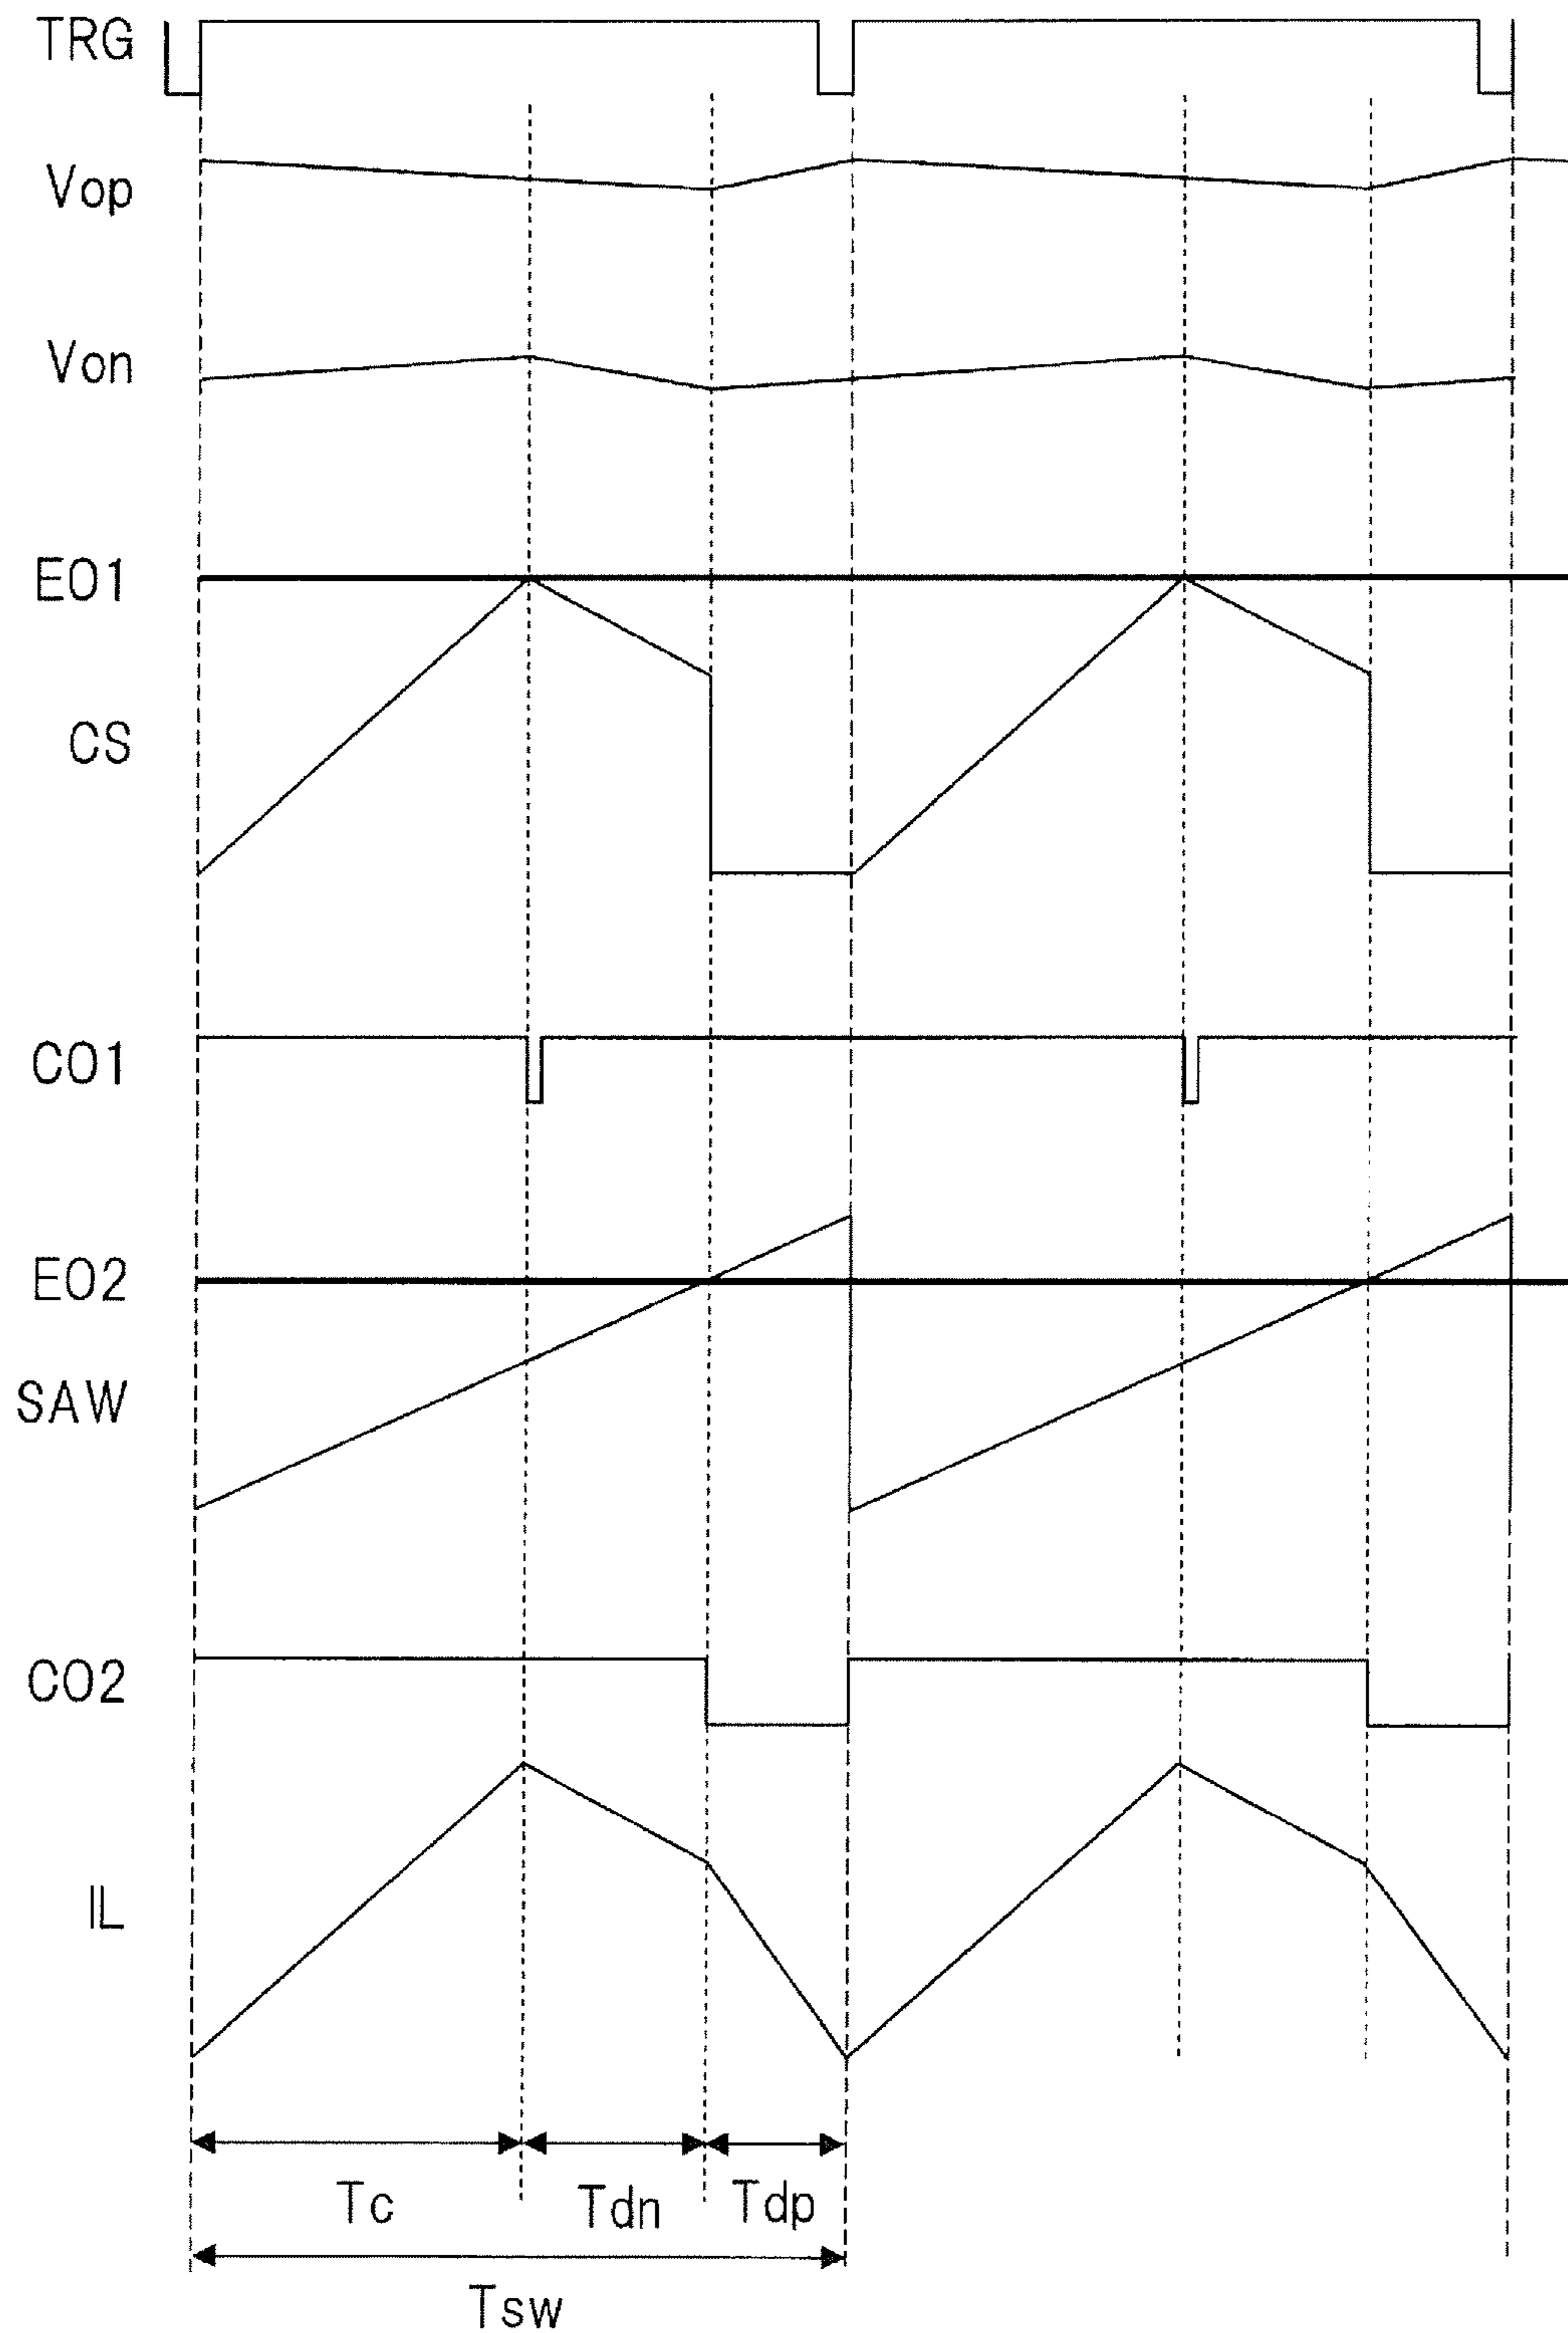 TRG
Vop
Von
EO1
CS
CO1
EO2
SAW
CO2
IL
Tc
Tdn
Tdp
Tsw